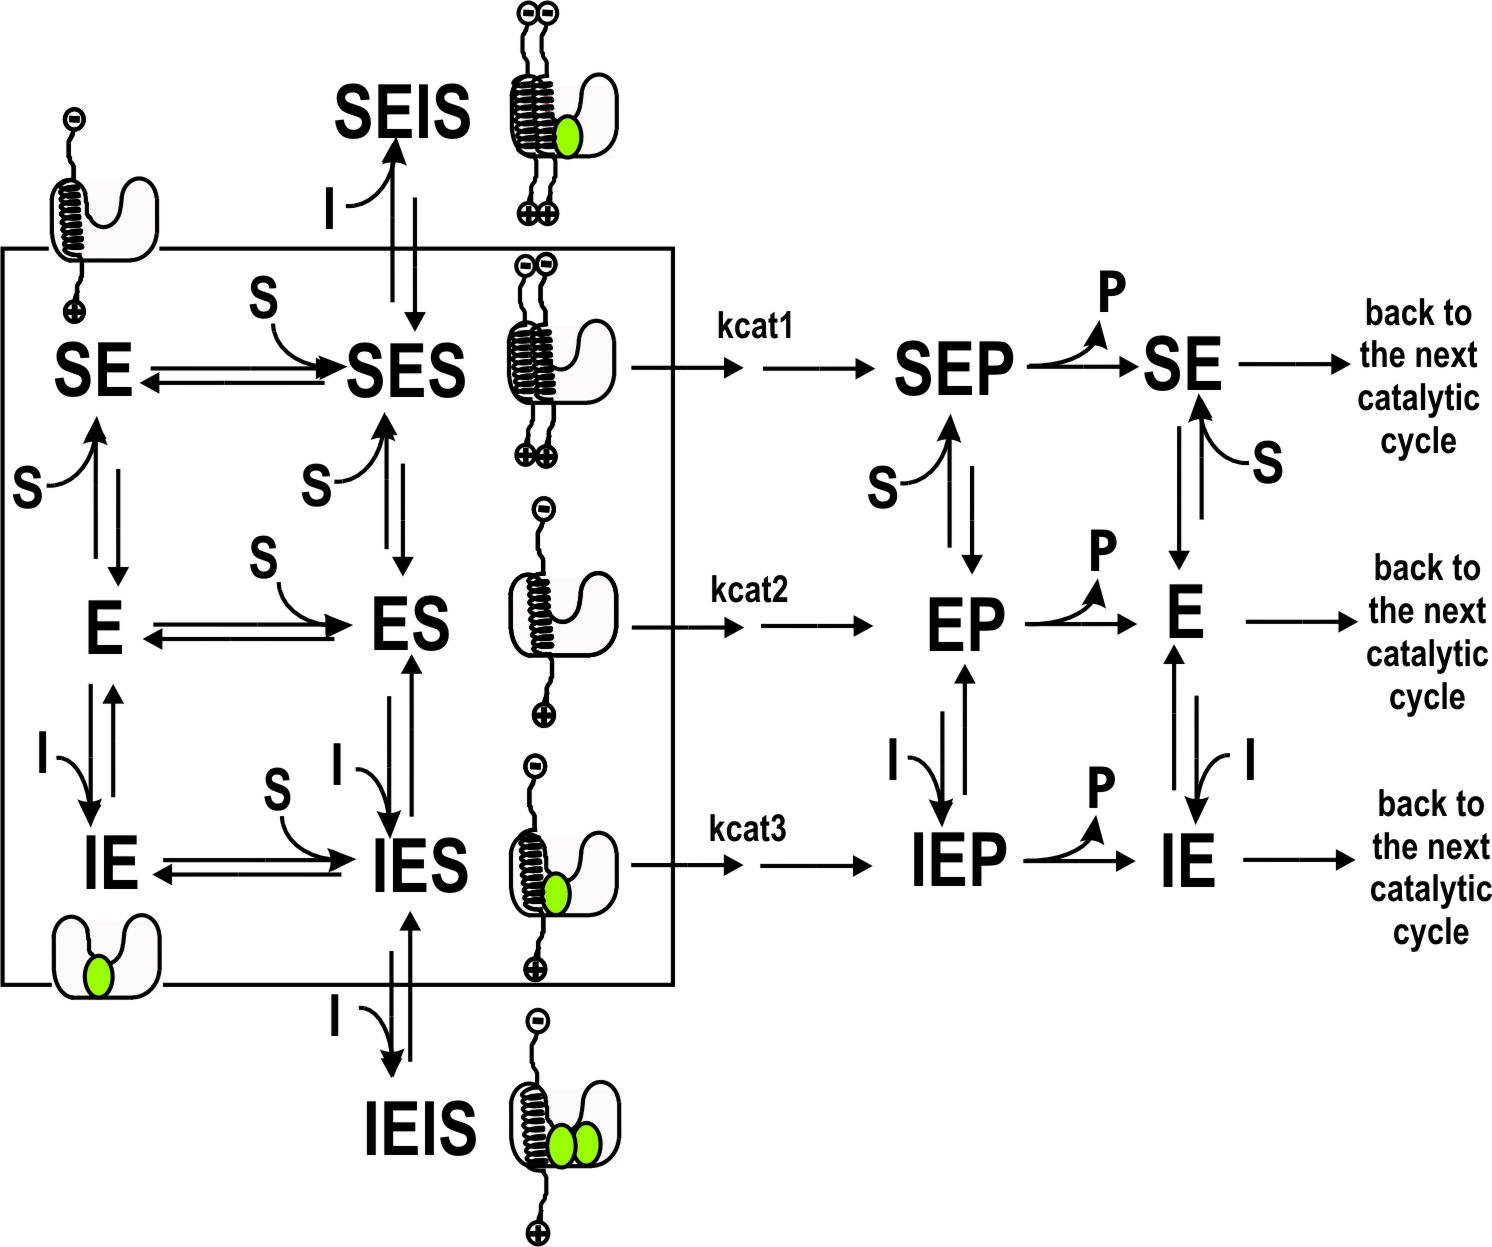 SEIS
I
S
P
kcat1
back to
the next
catalytic
cycle
SE
SES
SEP
SE
S
S
S
S
S
P
kcat2
back to
the next
catalytic
cycle
E
ES
EP
E
I
I
I
I
S
P
kcat3
back to
the next
catalytic
cycle
IE
IES
IEP
IE
I
IEIS